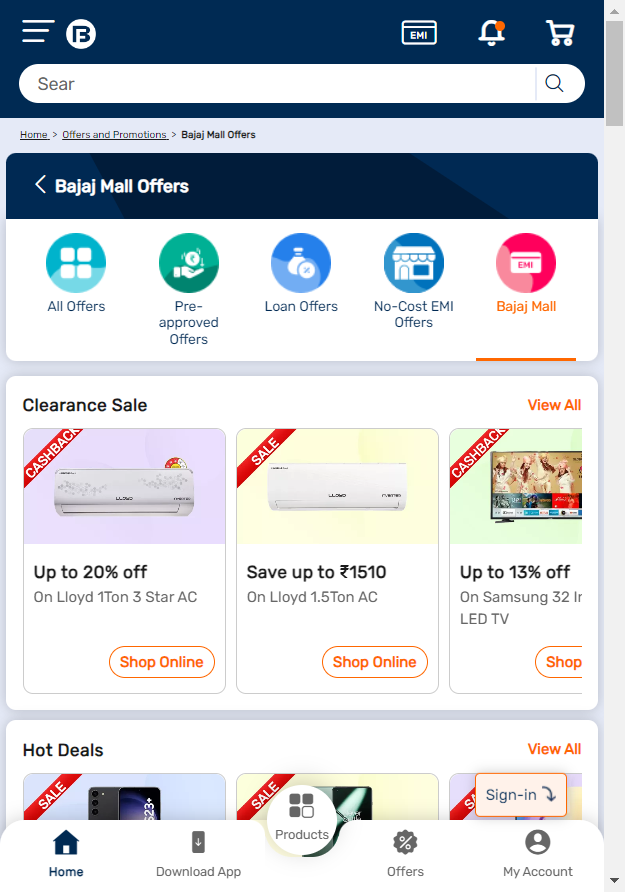 EMI
Sear
Home > Offers and Promotions > Bajaj Mall Offers
Bajaj Mall Offers
EMI
All Offers
Pre-
approved
Offers
Loan Offers
No-Cost EMI
Offers
Bajaj Mall
Clearance Sale
View All
CASHBACK
LLOYD
Up to 20% off
On Lloyd 1Ton 3 Star AC
Shop Online
SALE
LLOYD
Save up to ₹1510
On Lloyd 1.5Ton AC
Shop Online
CASHBACK
Up to 13% off
On Samsung 32 In
LED TV
Shop
Hot Deals
View All
SALE
S23+
SALE
SA
Sign-in
Products
Home
Download App
Offers
My Account